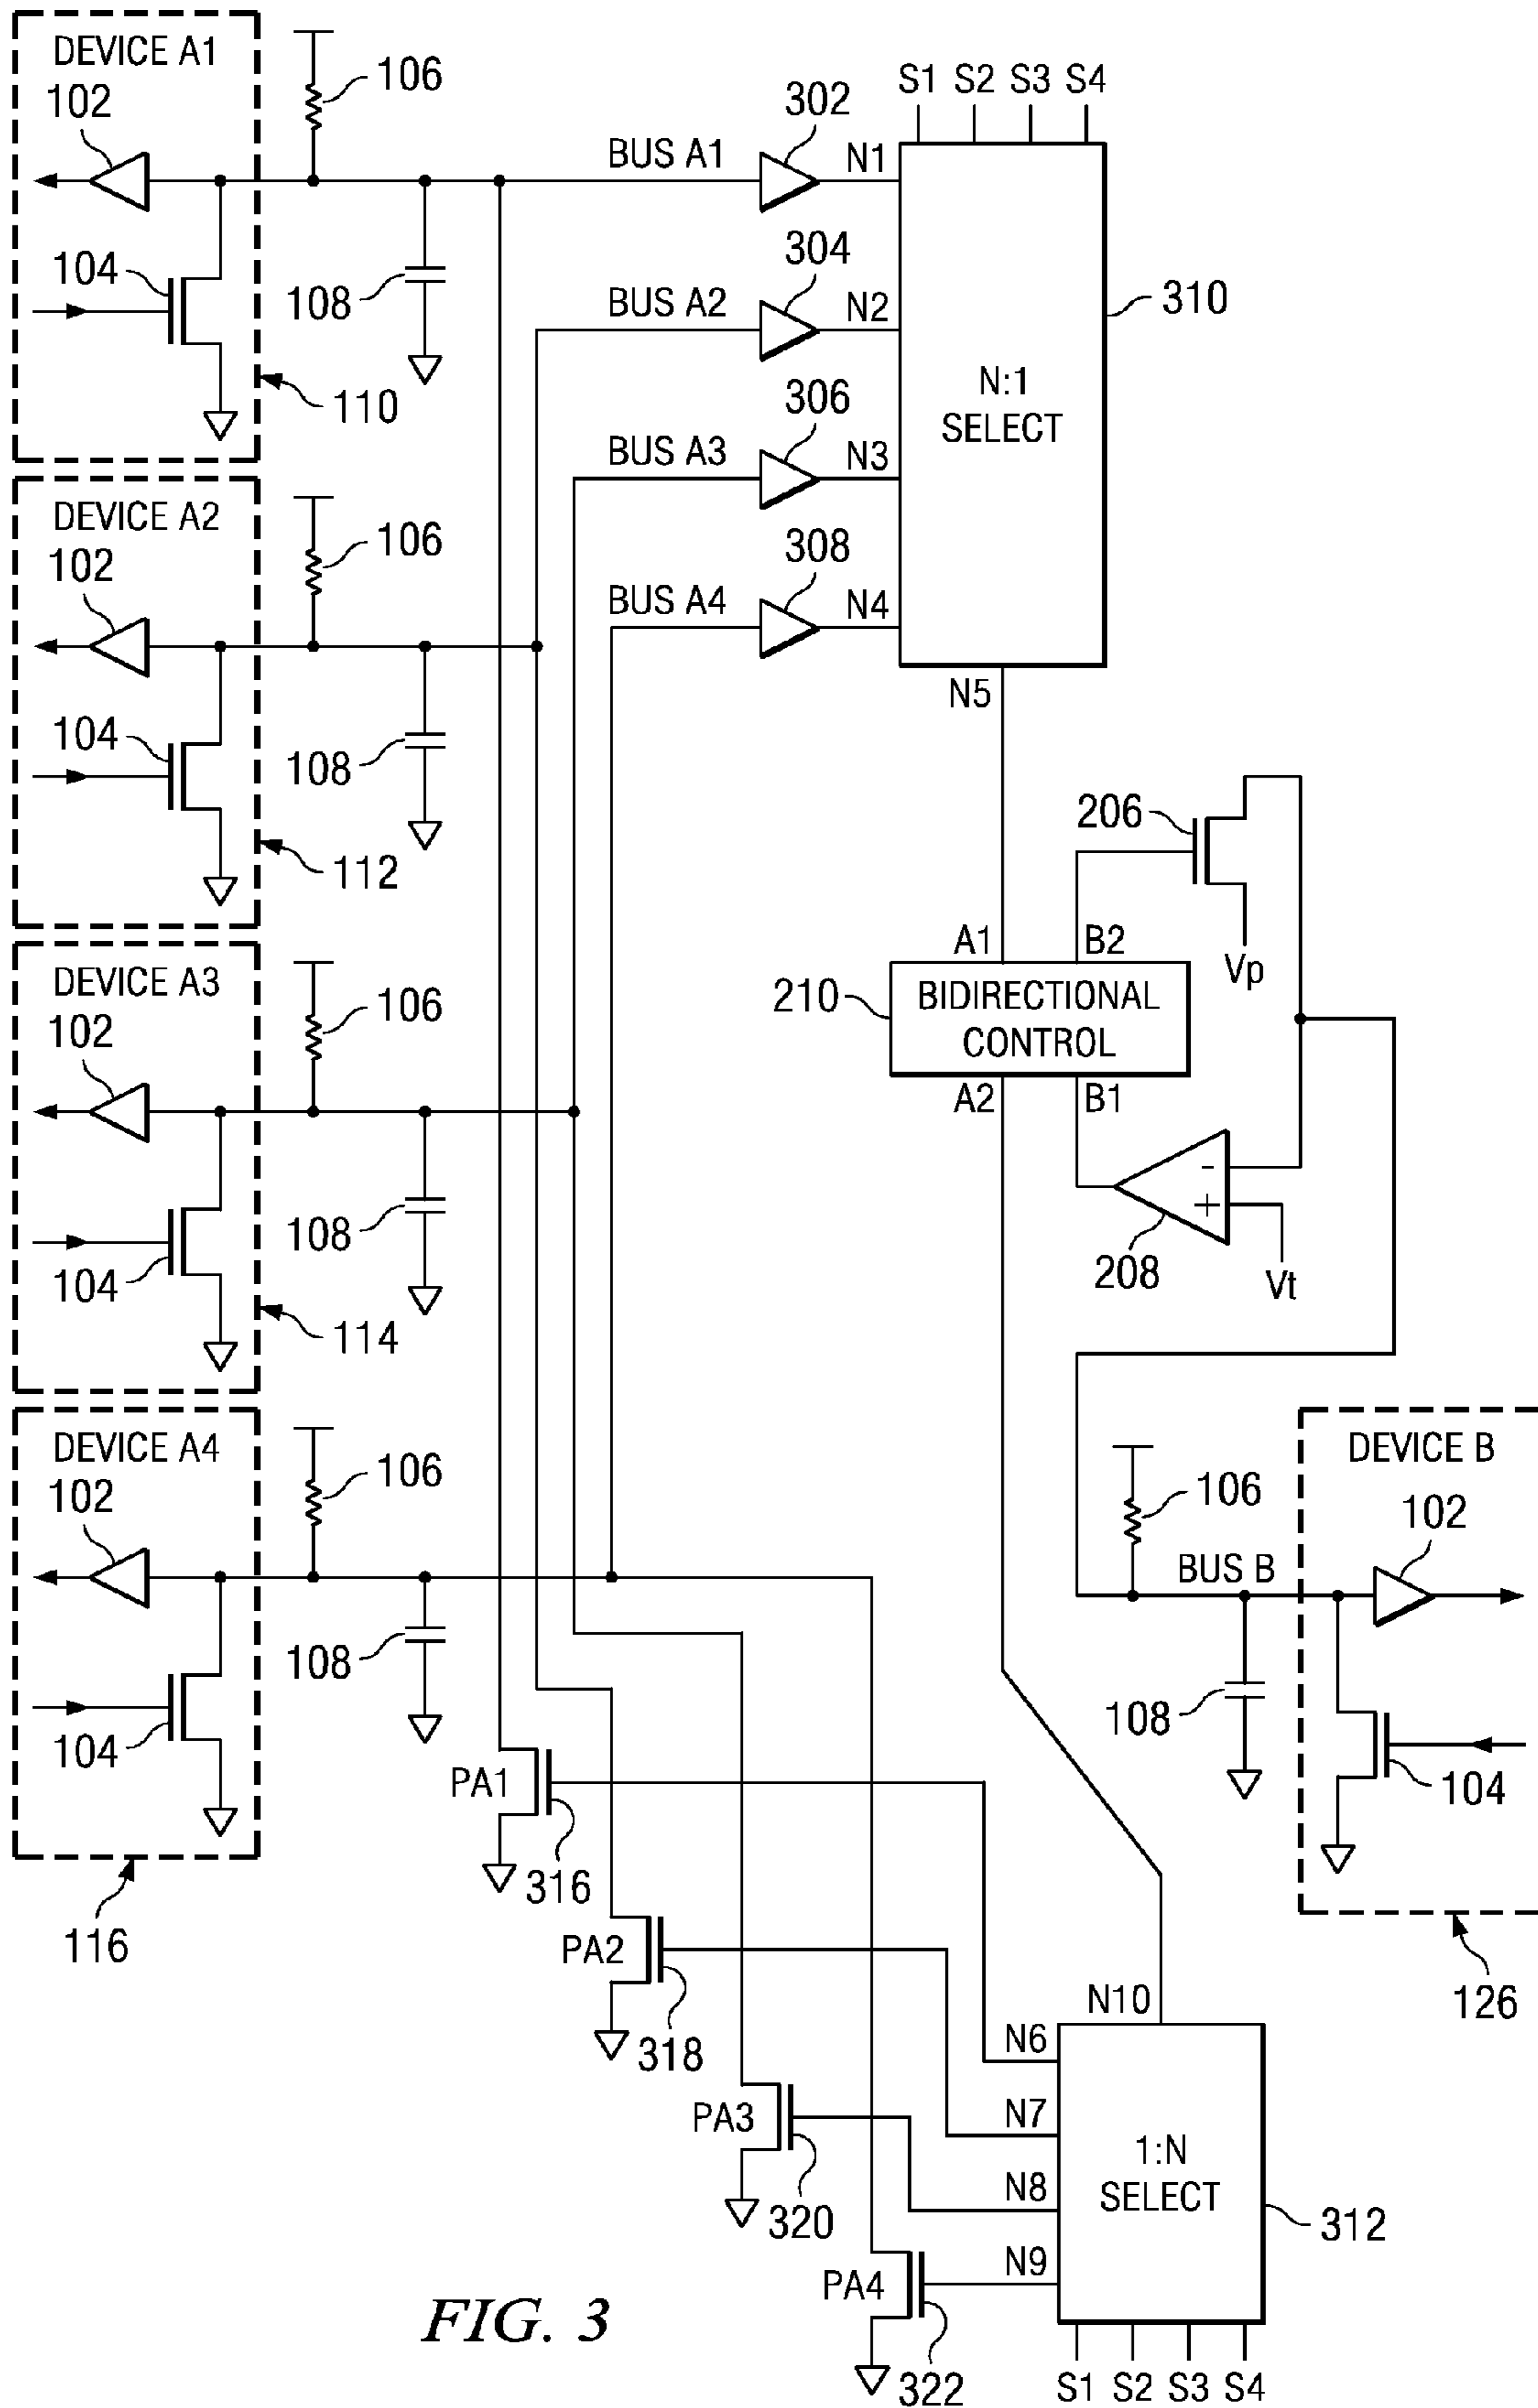 DEVICE A1
102
106
104
108
110
DEVICE A2
102
106
104
108
112
DEVICE A3
102
106
104
108
114
DEVICE A4
102
106
104
108
116
BUS A1
302
N1
BUS A2
304
N2
BUS A3
306
N3
BUS A4
308
N4
S1 S2 S3 S4
N:1
SELECT
310
N5
206
Vp
A1
B2
210
BIDIRECTIONAL
CONTROL
A2
B1
-
+
208
Vt
106
BUS B
108
DEVICE B
102
104
126
PA1
316
PA2
318
PA3
320
PA4
322
N10
N6
N7
N8
N9
1:N
SELECT
312
S1 S2 S3 S4
FIG. 3